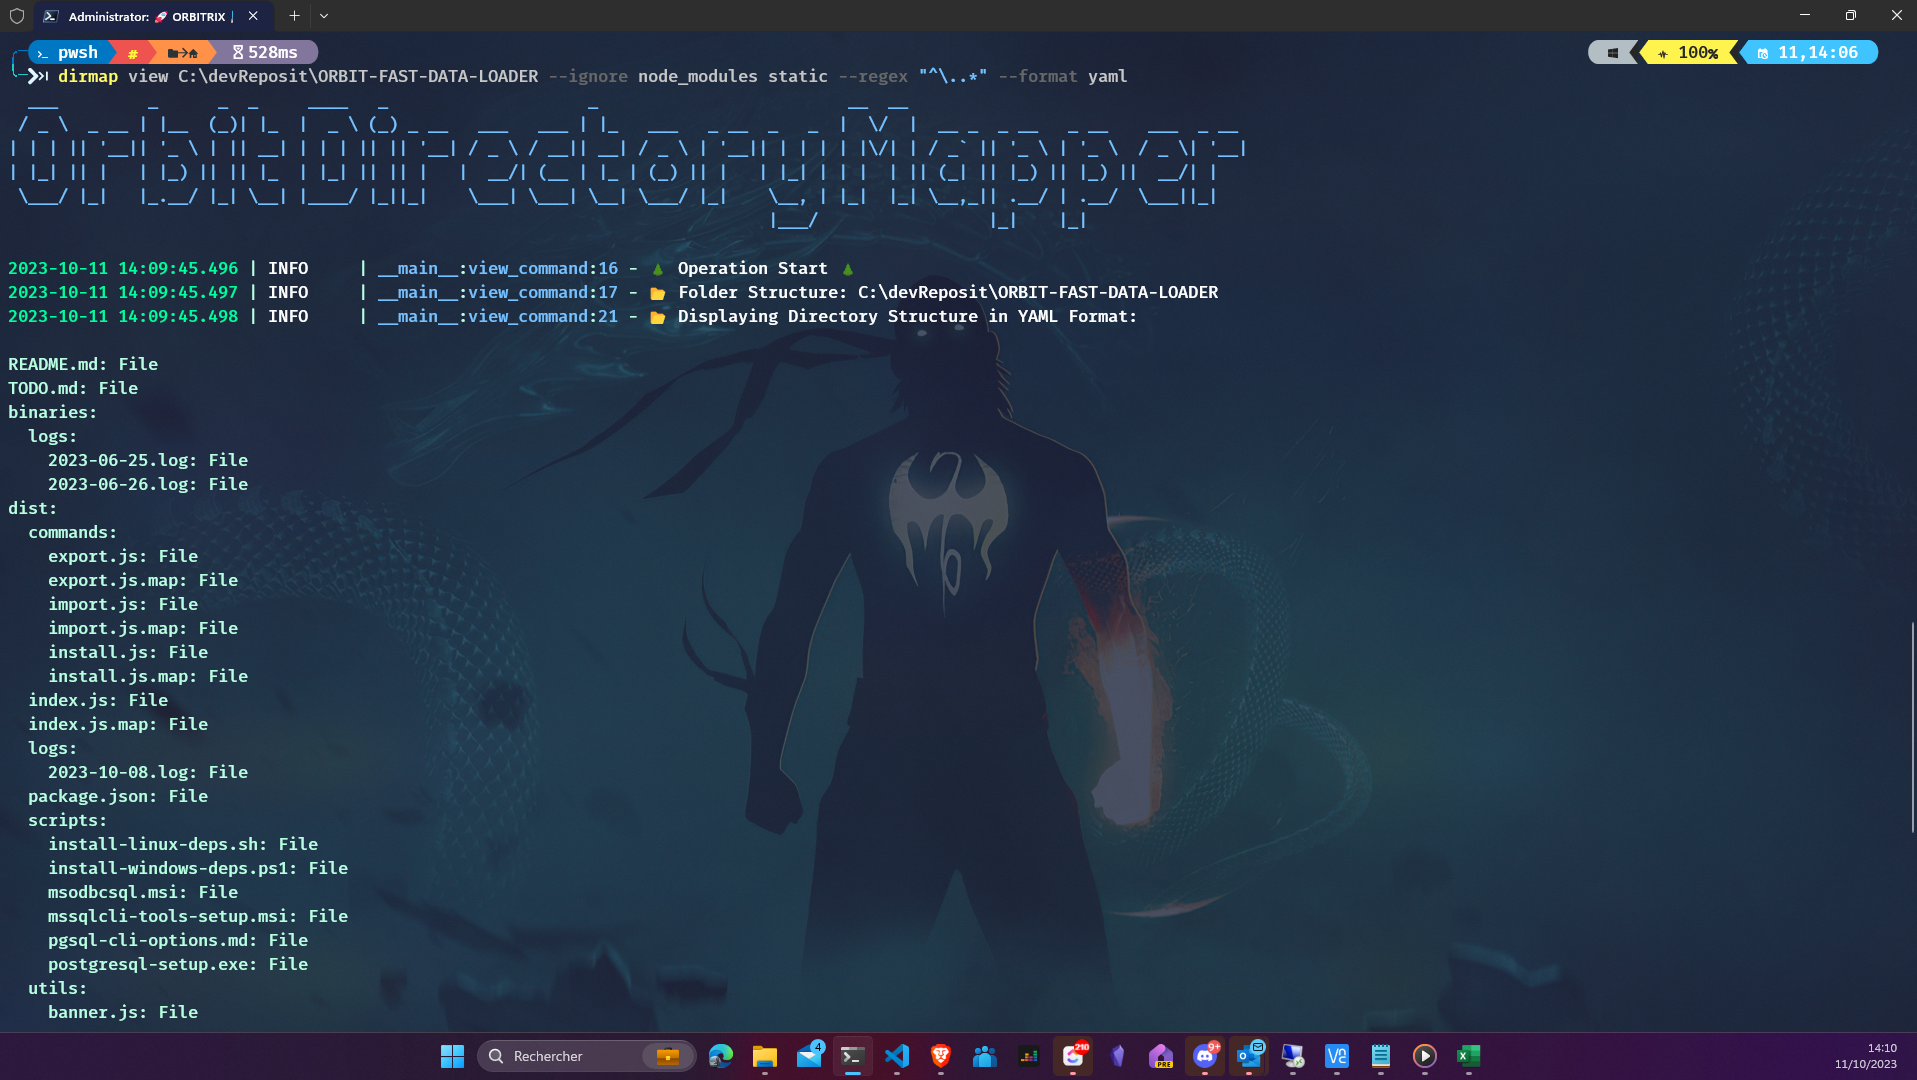 Administrator: 🚀 ORBITRIX |
pwsh # 528ms 100% 11,14:06
dirmap view C:\devReposit\ORBIT-FAST-DATA-LOADER --ignore node_modules static --regex "^\..*" --format yaml
OrbitDirectoryMapper
2023-10-11 14:09:45.496 | INFO     | __main__:view_command:16 - 🌲 Operation Start 🌲
2023-10-11 14:09:45.497 | INFO     | __main__:view_command:17 - 📂 Folder Structure: C:\devReposit\ORBIT-FAST-DATA-LOADER
2023-10-11 14:09:45.498 | INFO     | __main__:view_command:21 - 📂 Displaying Directory Structure in YAML Format:
README.md: File
TODO.md: File
binaries:
  logs:
    2023-06-25.log: File
    2023-06-26.log: File
dist:
  commands:
    export.js: File
    export.js.map: File
    import.js: File
    import.js.map: File
    install.js: File
    install.js.map: File
  index.js: File
  index.js.map: File
  logs:
    2023-10-08.log: File
  package.json: File
  scripts:
    install-linux-deps.sh: File
    install-windows-deps.ps1: File
    msodbcsql.msi: File
    mssqlcli-tools-setup.msi: File
    pgsql-cli-options.md: File
    postgresql-setup.exe: File
  utils:
    banner.js: File
Rechercher
4
210
PRE
9+
14:10
11/10/2023